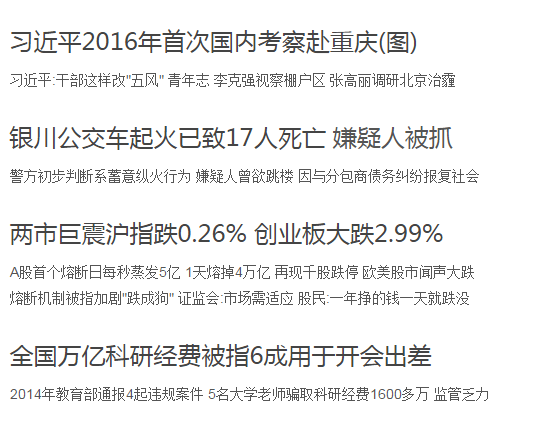 习近平2016年首次国内考察赴重庆(图)
习近平:干部这样改"五风" 青年志 李克强视察棚户区 张高丽调研北京治霾
银川公交车起火已致17人死亡 嫌疑人被抓
警方初步判断系蓄意纵火行为 嫌疑人曾欲跳楼 因与分包商债务纠纷报复社会
两市巨震沪指跌0.26% 创业板大跌2.99%
A股首个熔断日每秒蒸发5亿 1天熔掉4万亿 再现千股跌停 欧美股市闻声大跌
熔断机制被指加剧"跌成狗" 证监会:市场需适应 股民:一年挣的钱一天就跌没
全国万亿科研经费被指6成用于开会出差
2014年教育部通报4起违规案件 5名大学老师骗取科研经费1600多万 监管乏力